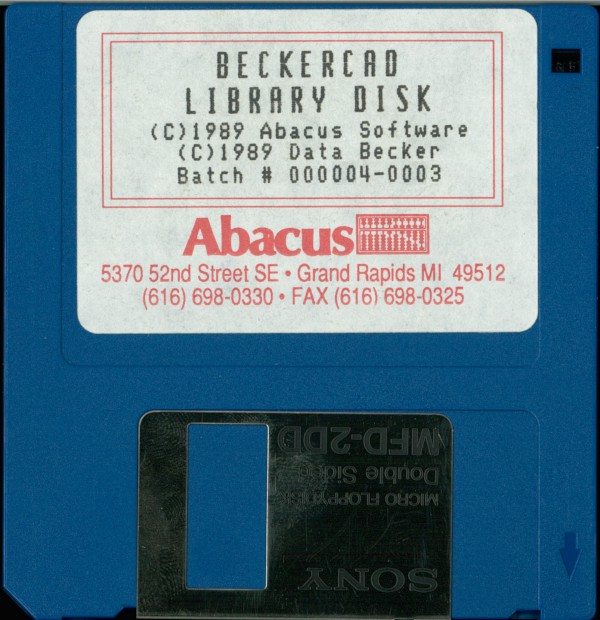 BECKERCAD
LIBRARY DISK
(C)1989 Abacus Software
(C)1989 Data Becker
Batch # 000004-0003
Abacus
5370 52nd Street SE • Grand Rapids MI 49512
(616) 698-0330 • FAX (616) 698-0325
MFD-2DD
Double Sided
MICRO FLOPPYDISK
SONY